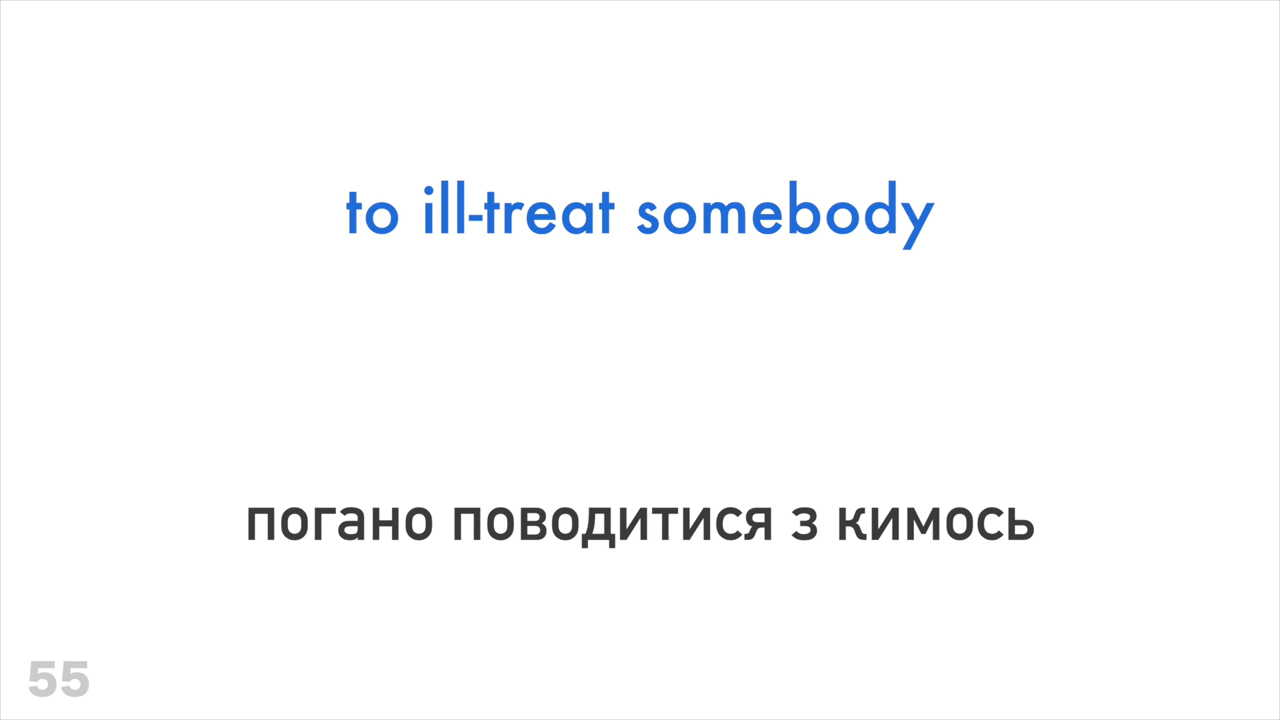 to ill-treat somebody
погано поводитися з кимось
55